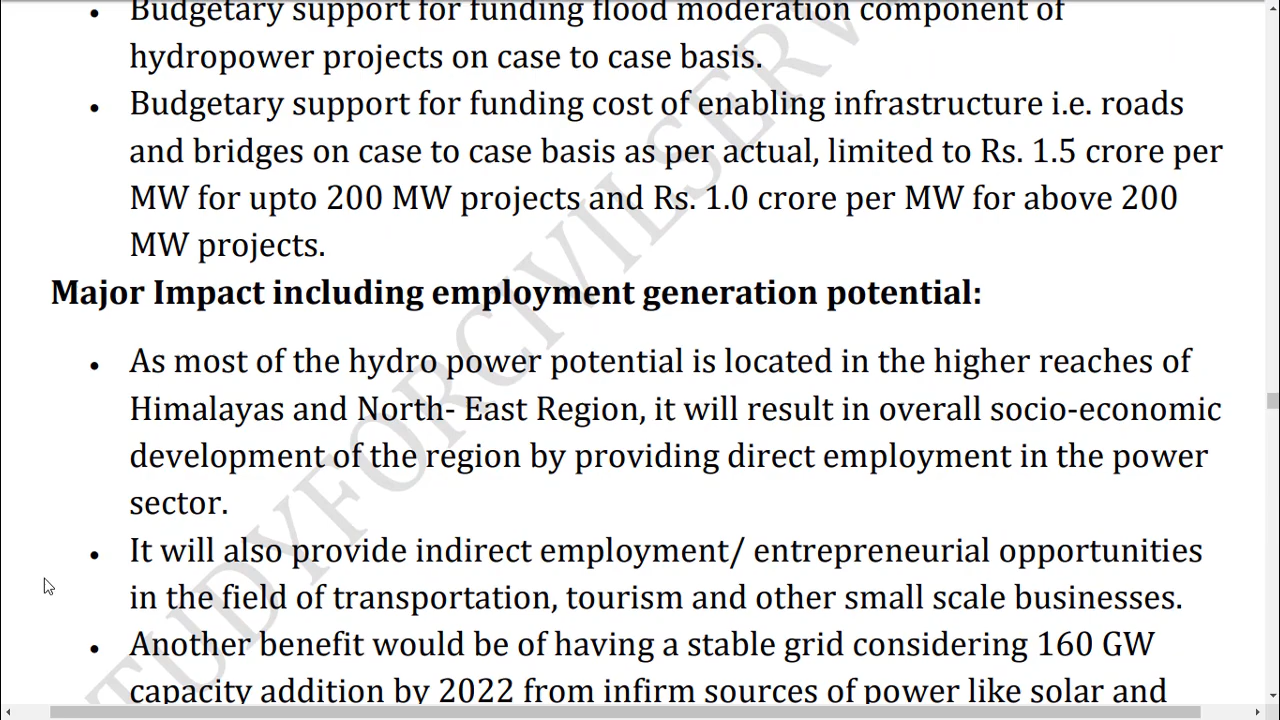 • Budgetary support for funding flood moderation component of
hydropower projects on case to case basis.
• Budgetary support for funding cost of enabling infrastructure i.e. roads
and bridges on case to case basis as per actual, limited to Rs. 1.5 crore per
MW for upto 200 MW projects and Rs. 1.0 crore per MW for above 200
MW projects.
Major Impact including employment generation potential:
• As most of the hydro power potential is located in the higher reaches of
Himalayas and North- East Region, it will result in overall socio-economic
development of the region by providing direct employment in the power
sector.
• It will also provide indirect employment/ entrepreneurial opportunities
in the field of transportation, tourism and other small scale businesses.
• Another benefit would be of having a stable grid considering 160 GW
capacity addition by 2022 from infirm sources of power like solar and
TUDYFORCIVILSERV